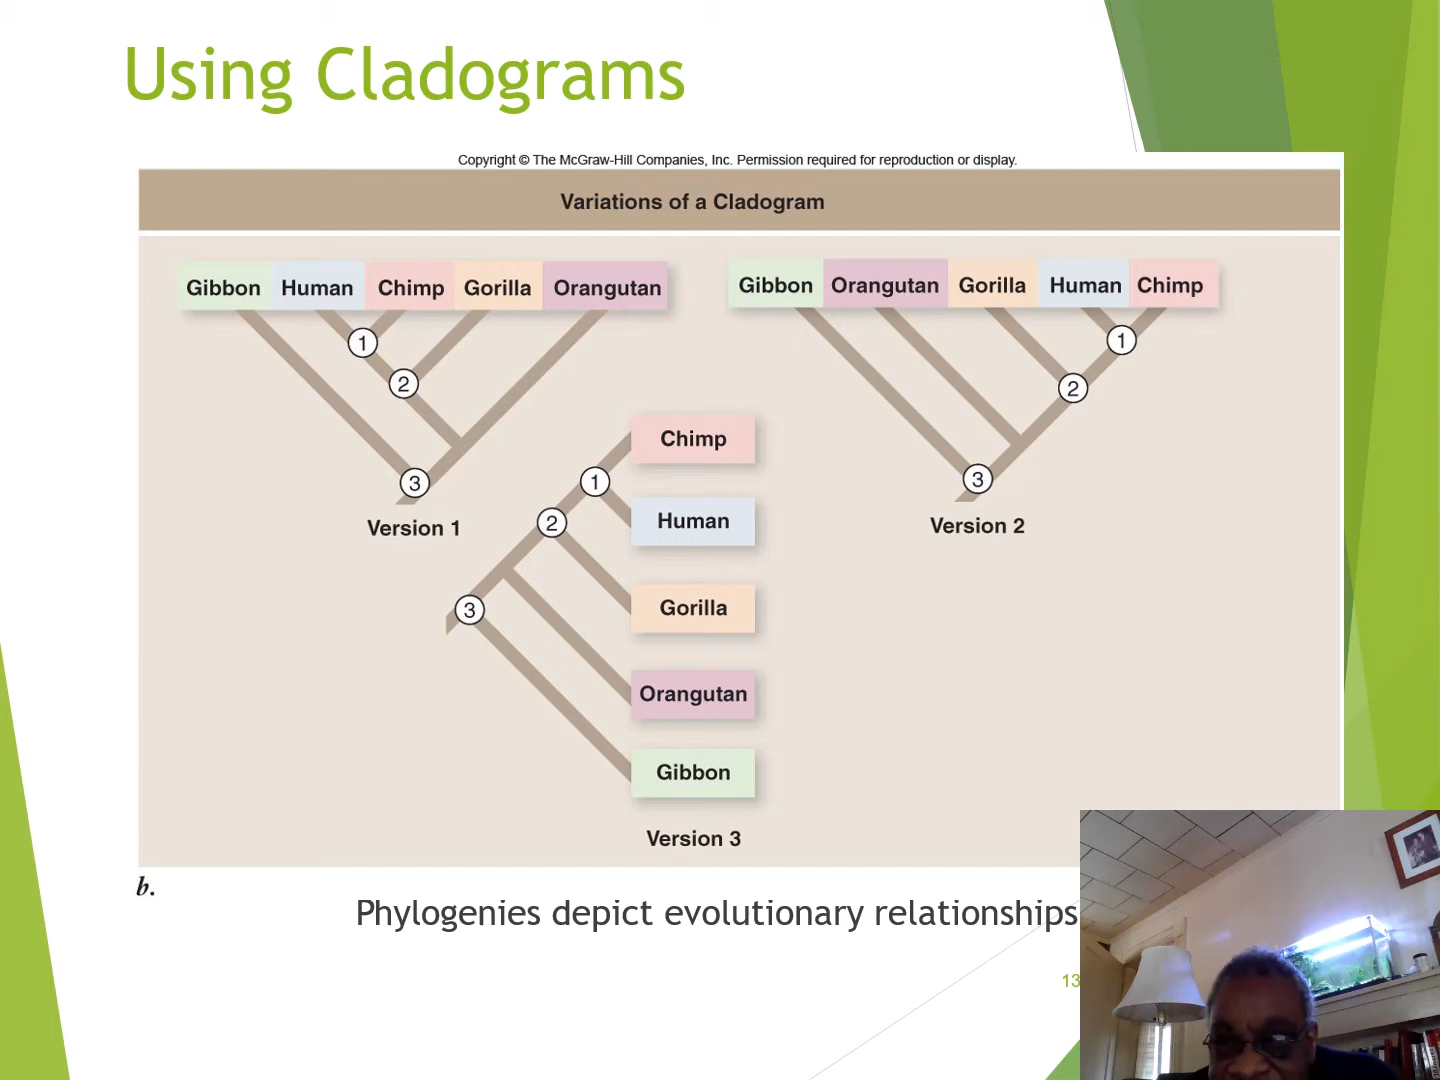 Using Cladograms
Copyright © The McGraw-Hill Companies, Inc. Permission required for reproduction or display.
Variations of a Cladogram
Gibbon Human Chimp Gorilla Orangutan
1
2
3
Version 1
Gibbon Orangutan Gorilla Human Chimp
1
2
3
Version 2
Chimp
1
Human
2
Gorilla
3
Orangutan
Gibbon
Version 3
b.
Phylogenies depict evolutionary relationships
13